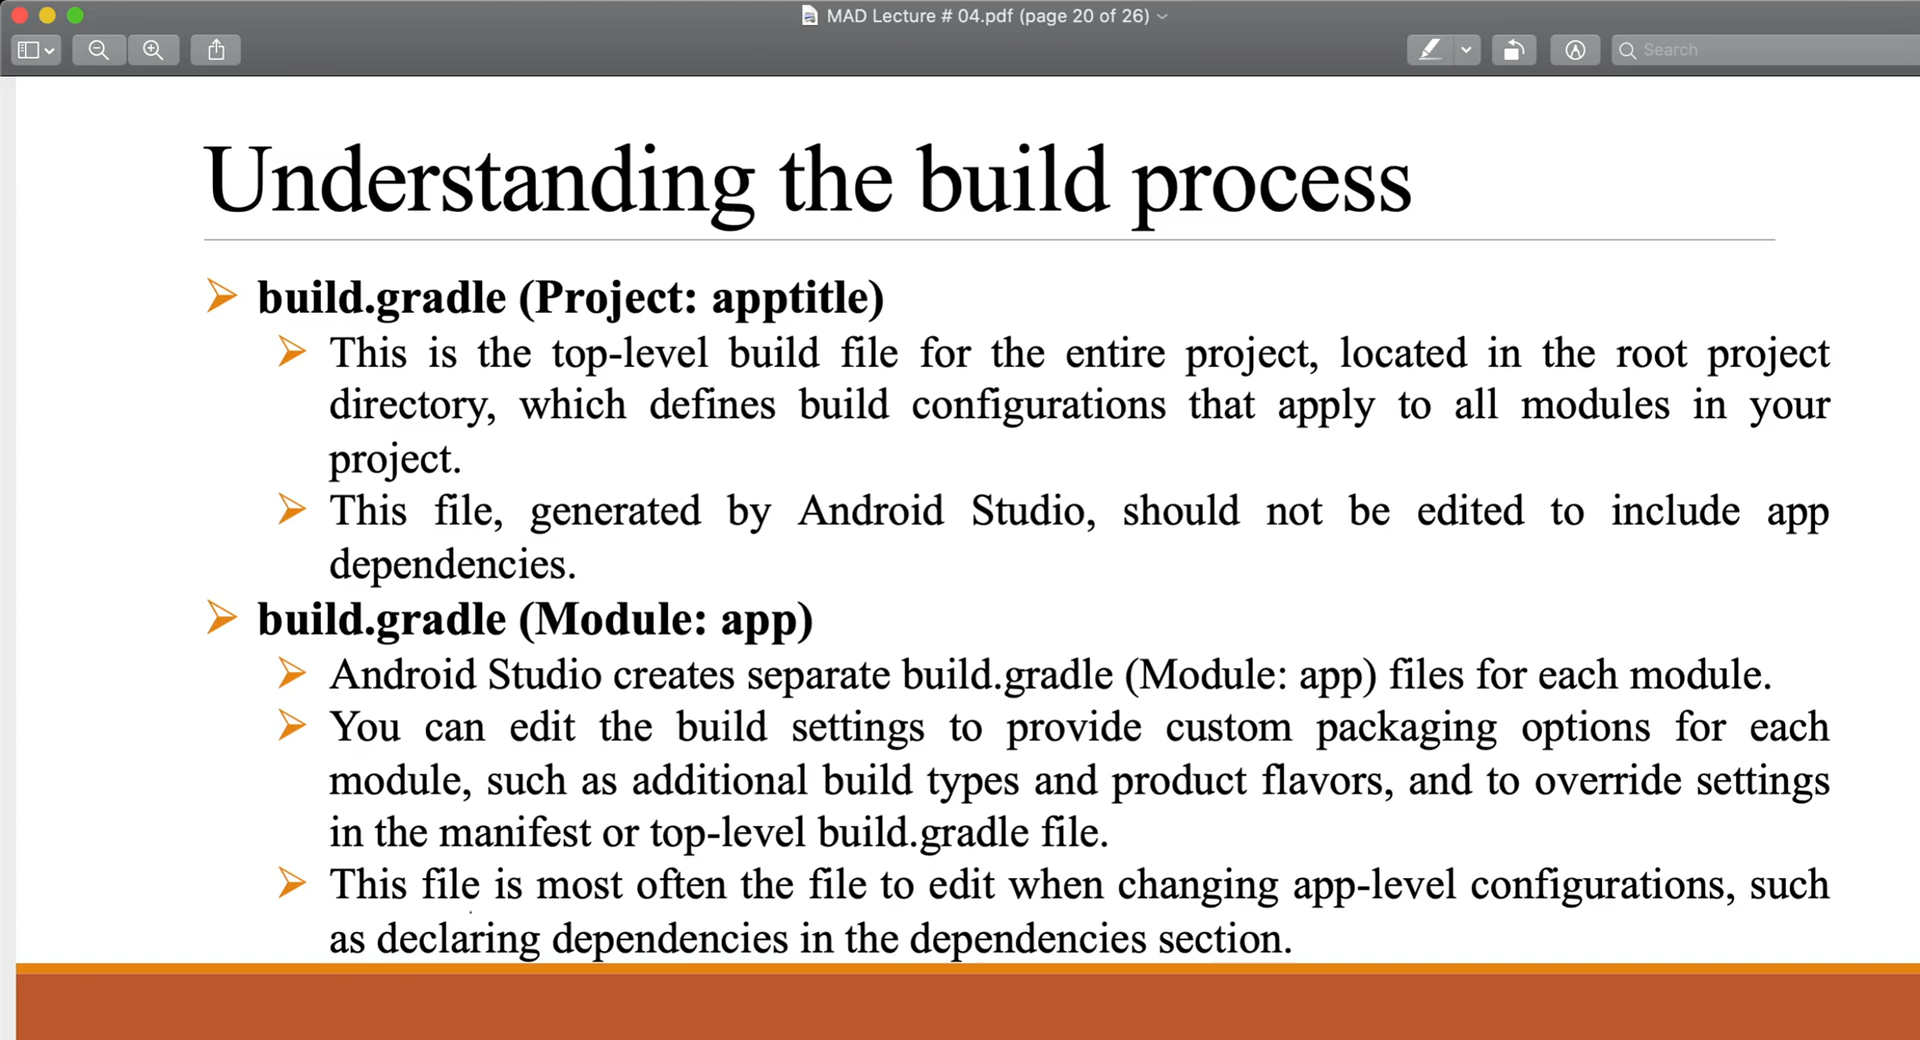 MAD Lecture # 04.pdf (page 20 of 26)
Search
Understanding the build process
build.gradle (Project: apptitle)
This is the top-level build file for the entire project, located in the root project
directory, which defines build configurations that apply to all modules in your
project.
This file, generated by Android Studio, should not be edited to include app
dependencies.
build.gradle (Module: app)
Android Studio creates separate build.gradle (Module: app) files for each module.
You can edit the build settings to provide custom packaging options for each
module, such as additional build types and product flavors, and to override settings
in the manifest or top-level build.gradle file.
This file is most often the file to edit when changing app-level configurations, such
as declaring dependencies in the dependencies section.